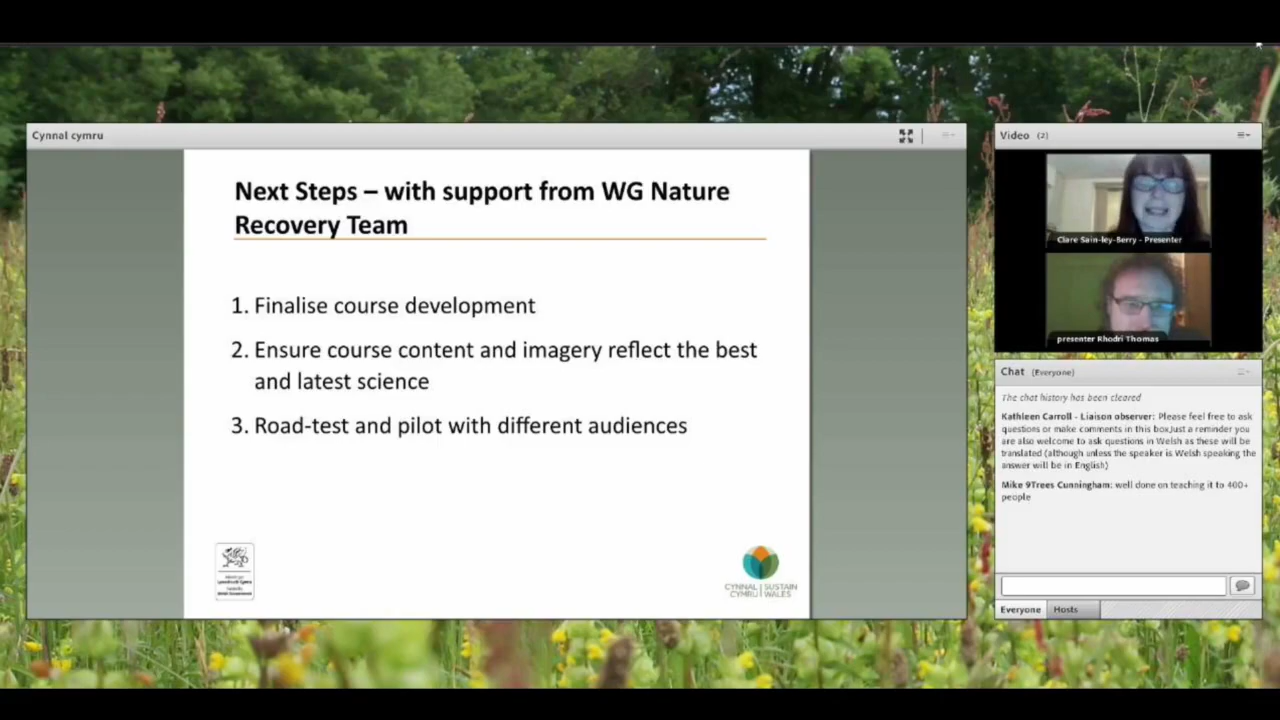 Cynnal cymru
Next Steps – with support from WG Nature
Recovery Team
1. Finalise course development
2. Ensure course content and imagery reflect the best
and latest science
3. Road-test and pilot with different audiences
CYNNAL | SUSTAIN
CYMRU | WALES
Video (2)
Clare Sain-ley-Berry - Presenter
presenter Rhodri Thomas
Chat (Everyone)
The chat history has been cleared
Kathleen Carroll - Liaison observer: Please feel free to ask
questions or make comments in this box.Just a reminder you
are also welcome to ask questions in Welsh as these will be
translated (although unless the speaker is Welsh speaking the
answer will be in English)
Mike 9Trees Cunningham: well done on teaching it to 400+
people
Everyone
Hosts